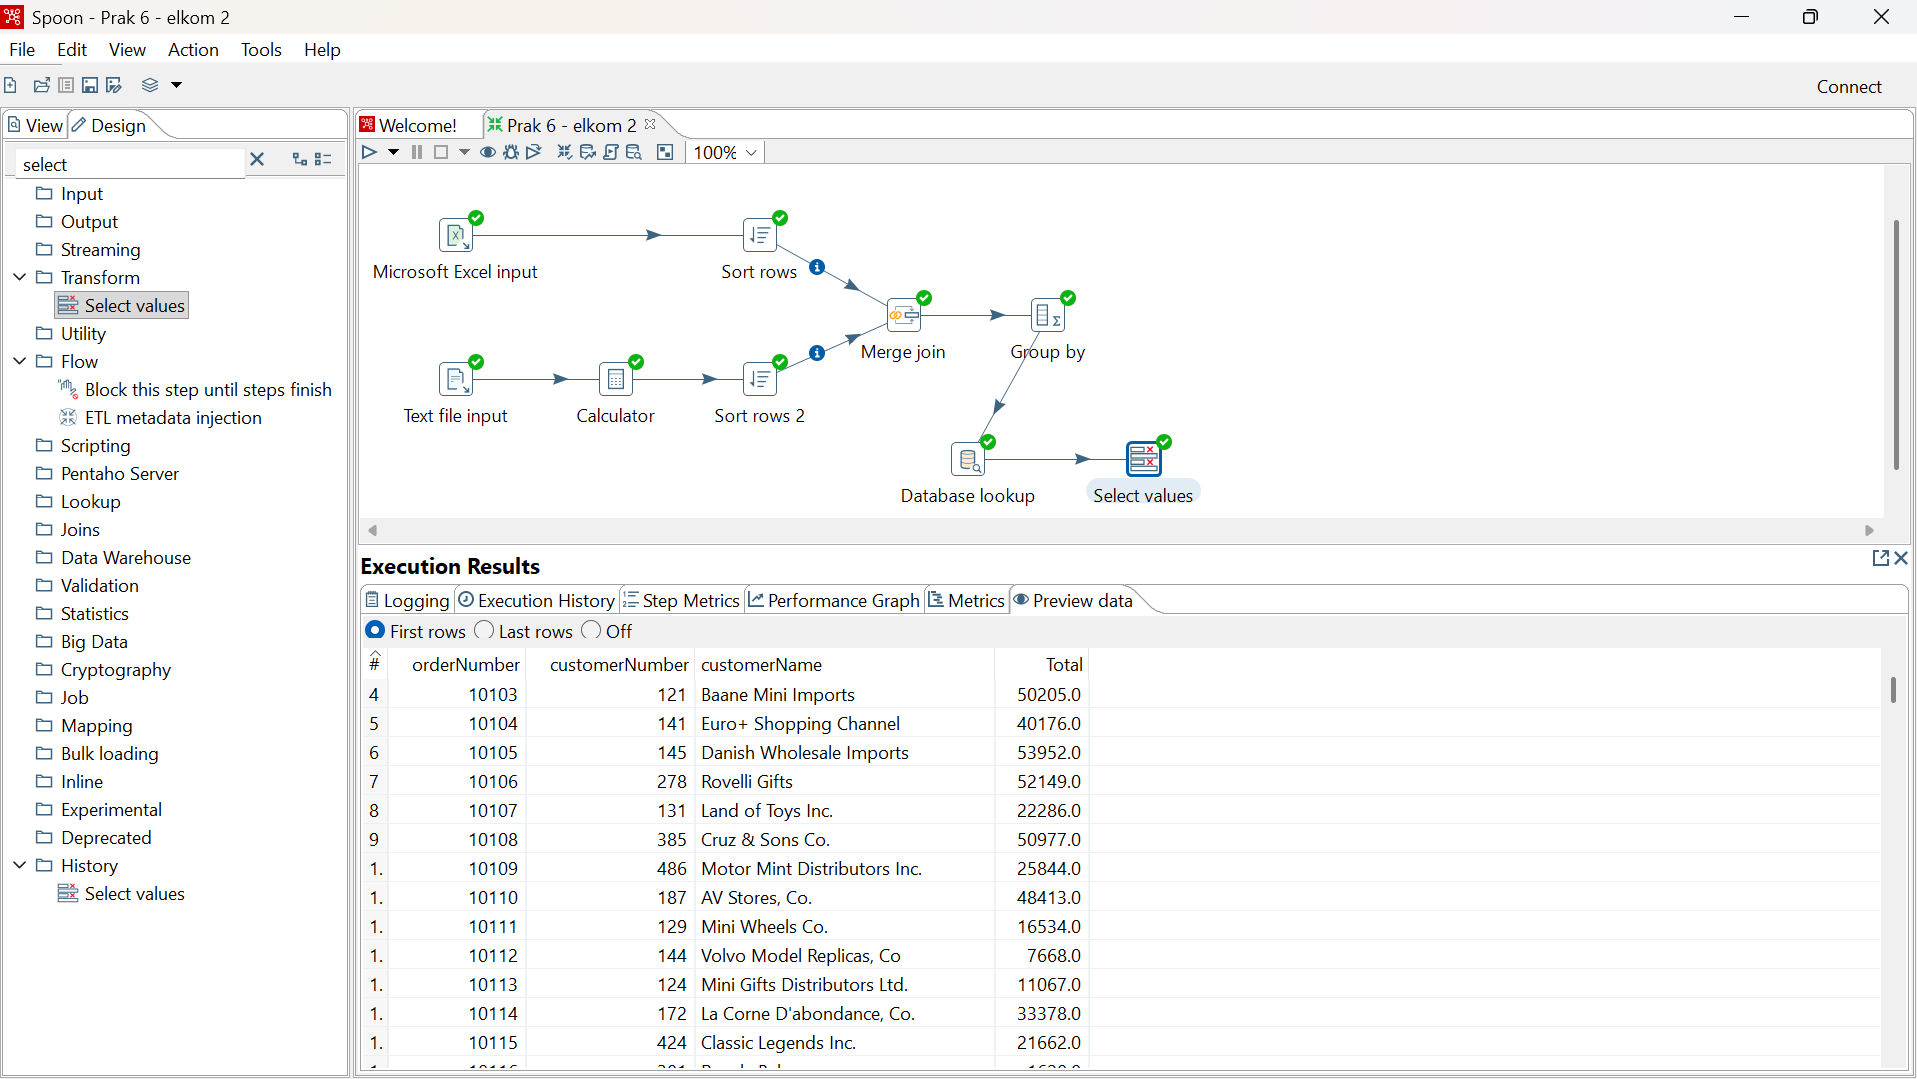 Spoon - Prak 6 - elkom 2
File Edit View Action Tools Help
Connect
View Design
select
Input
Output
Streaming
Transform
Select values
Utility
Flow
Block this step until steps finish
ETL metadata injection
Scripting
Pentaho Server
Lookup
Joins
Data Warehouse
Validation
Statistics
Big Data
Cryptography
Job
Mapping
Bulk loading
Inline
Experimental
Deprecated
History
Select values
Welcome! Prak 6 - elkom 2
100%
Microsoft Excel input
Sort rows
Merge join
Group by
Text file input
Calculator
Sort rows 2
Database lookup
Select values
Execution Results
Logging Execution History Step Metrics Performance Graph Metrics Preview data
First rows Last rows Off
# orderNumber customerNumber customerName Total
4 10103 121 Baane Mini Imports 50205.0
5 10104 141 Euro+ Shopping Channel 40176.0
6 10105 145 Danish Wholesale Imports 53952.0
7 10106 278 Rovelli Gifts 52149.0
8 10107 131 Land of Toys Inc. 22286.0
9 10108 385 Cruz & Sons Co. 50977.0
1. 10109 486 Motor Mint Distributors Inc. 25844.0
1. 10110 187 AV Stores, Co. 48413.0
1. 10111 129 Mini Wheels Co. 16534.0
1. 10112 144 Volvo Model Replicas, Co 7668.0
1. 10113 124 Mini Gifts Distributors Ltd. 11067.0
1. 10114 172 La Corne D'abondance, Co. 33378.0
1. 10115 424 Classic Legends Inc. 21662.0